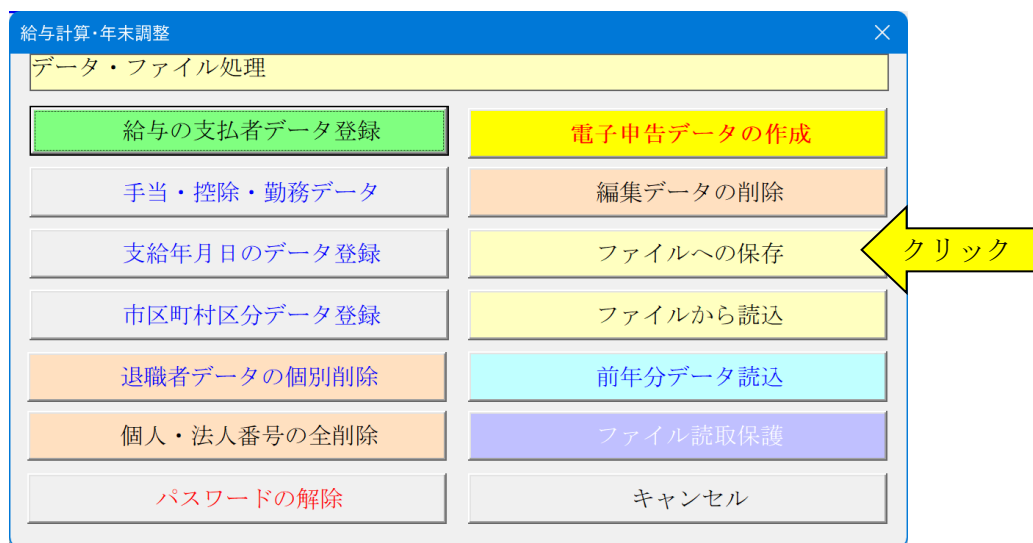 給与計算・年末調整
データ・ファイル処理
給与の支払者データ登録
電子申告データの作成
手当・控除・勤務データ
編集データの削除
支給年月日のデータ登録
ファイルへの保存
クリック
市区町村区分データ登録
ファイルから読込
退職者データの個別削除
前年分データ読込
個人・法人番号の全削除
ファイル読取保護
パスワードの解除
キャンセル